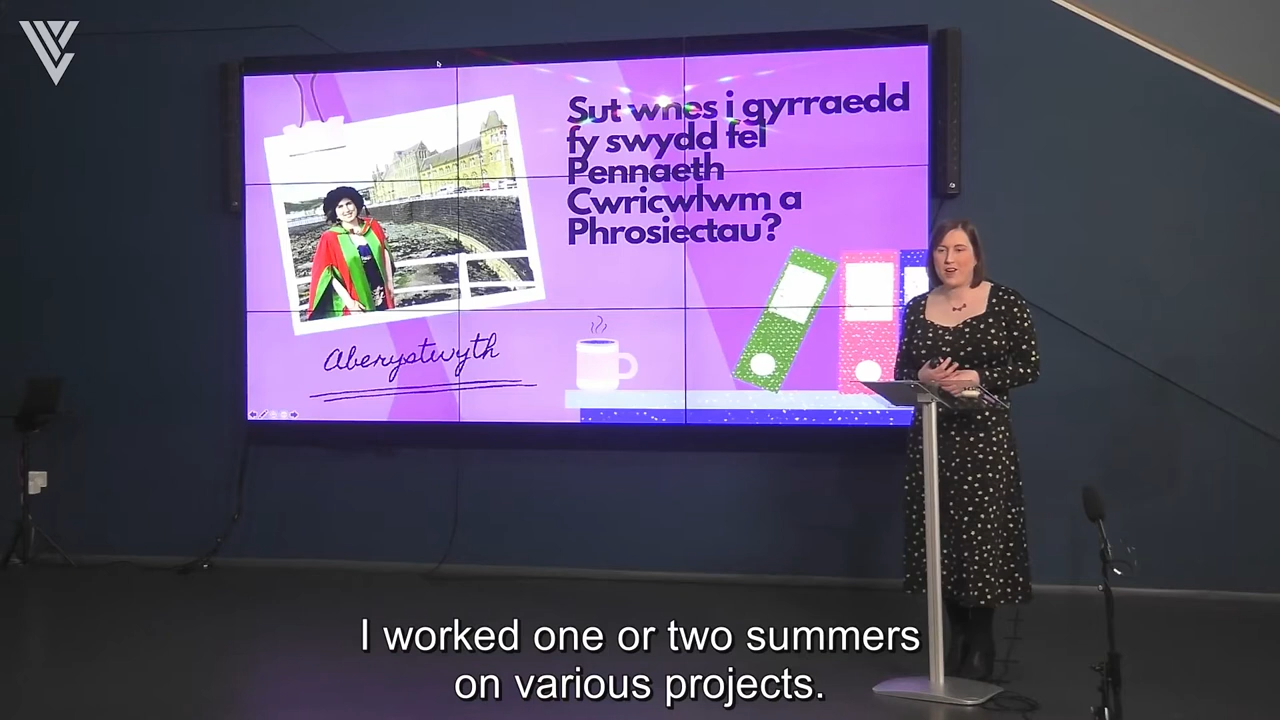 Sut wnes i gyrraedd
fy swydd fel
Pennaeth
Cwricwlwm a
Phrosiectau?
Aberystwyth
I worked one or two summers
on various projects.